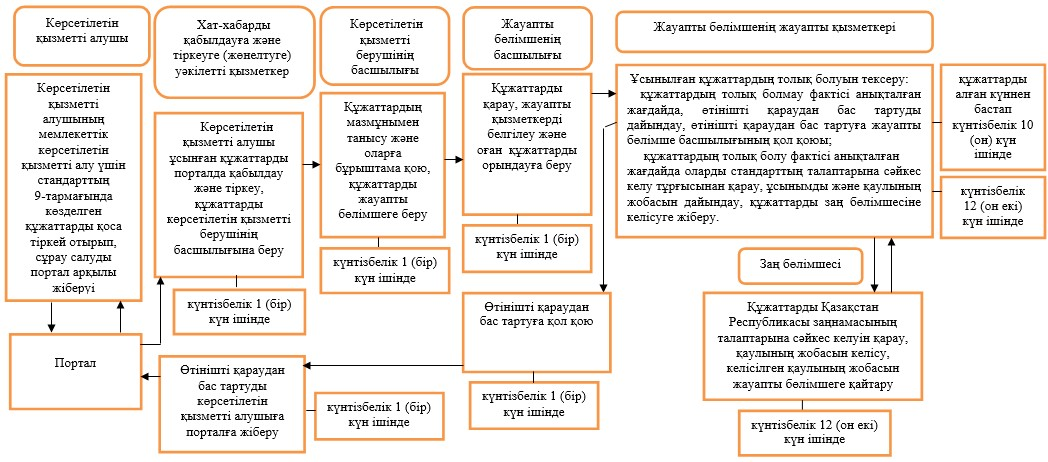 Көрсетілетін
қызметті алушы
Хат-хабарды
қабылдауға және
тіркеуге (жөнелтуге)
уәкілетті қызметкер
Көрсетілетін
қызметті
берушінің
басшылығы
Жауапты
бөлімшенің
басшылығы
Жауапты бөлімшенің жауапты қызметкері
Көрсетілетін
қызметті
алушының
мемлекеттік
көрсетілетін
қызметті алу үшін
стандарттың
9-тармағында
көзделген
құжаттарды қоса
тіркей отырып,
сұрау салуды
портал арқылы
жіберуі
Көрсетілетін
қызметті алушы
ұсынған құжаттарды
порталда қабылдау
және тіркеу,
құжаттарды
көрсетілетін қызметті
берушінің
басшылығына беру
күнтізбелік 1 (бір)
күн ішінде
Құжаттардың
мазмұнымен
танысу және
оларға
бұрыштама қою,
құжаттарды
жауапты
бөлімшеге беру
күнтізбелік 1 (бір)
күн ішінде
Құжаттарды
қарау, жауапты
қызметкерді
белгілеу және
оған құжаттарды
орындауға беру
күнтізбелік 1 (бір)
күн ішінде
Ұсынылған құжаттардың толық болуын тексеру:
құжаттардың толық болмау фактісі анықталған
жағдайда, өтінішті қараудан бас тартуды
дайындау, өтінішті қараудан бас тартуға жауапты
бөлімше басшылығының қол қоюы;
құжаттардың толық болу фактісі анықталған
жағдайда оларды стандарттың талаптарына сәйкес
келу тұрғысынан қарау, ұсынымды және қаулының
жобасын дайындау, құжаттарды заң бөлімшесіне
келісуге жіберу.
құжаттарды
алған күннен
бастап
күнтізбелік 10
(он) күн
ішінде
күнтізбелік
12 (он екі)
күн ішінде
Заң бөлімшесі
Құжаттарды Қазақстан
Республикасы заңнамасының
талаптарына сәйкес келуін қарау,
қаулының жобасын келісу,
келісілген қаулының жобасын
жауапты бөлімшеге қайтару
күнтізбелік 12 (он екі)
күн ішінде
Өтінішті қараудан
бас тартуға қол қою
күнтізбелік 1 (бір)
күн ішінде
Өтінішті қараудан
бас тартуды
көрсетілетін
қызметті алушыға
порталға жіберу
күнтізбелік 1 (бір)
күн ішінде
Портал